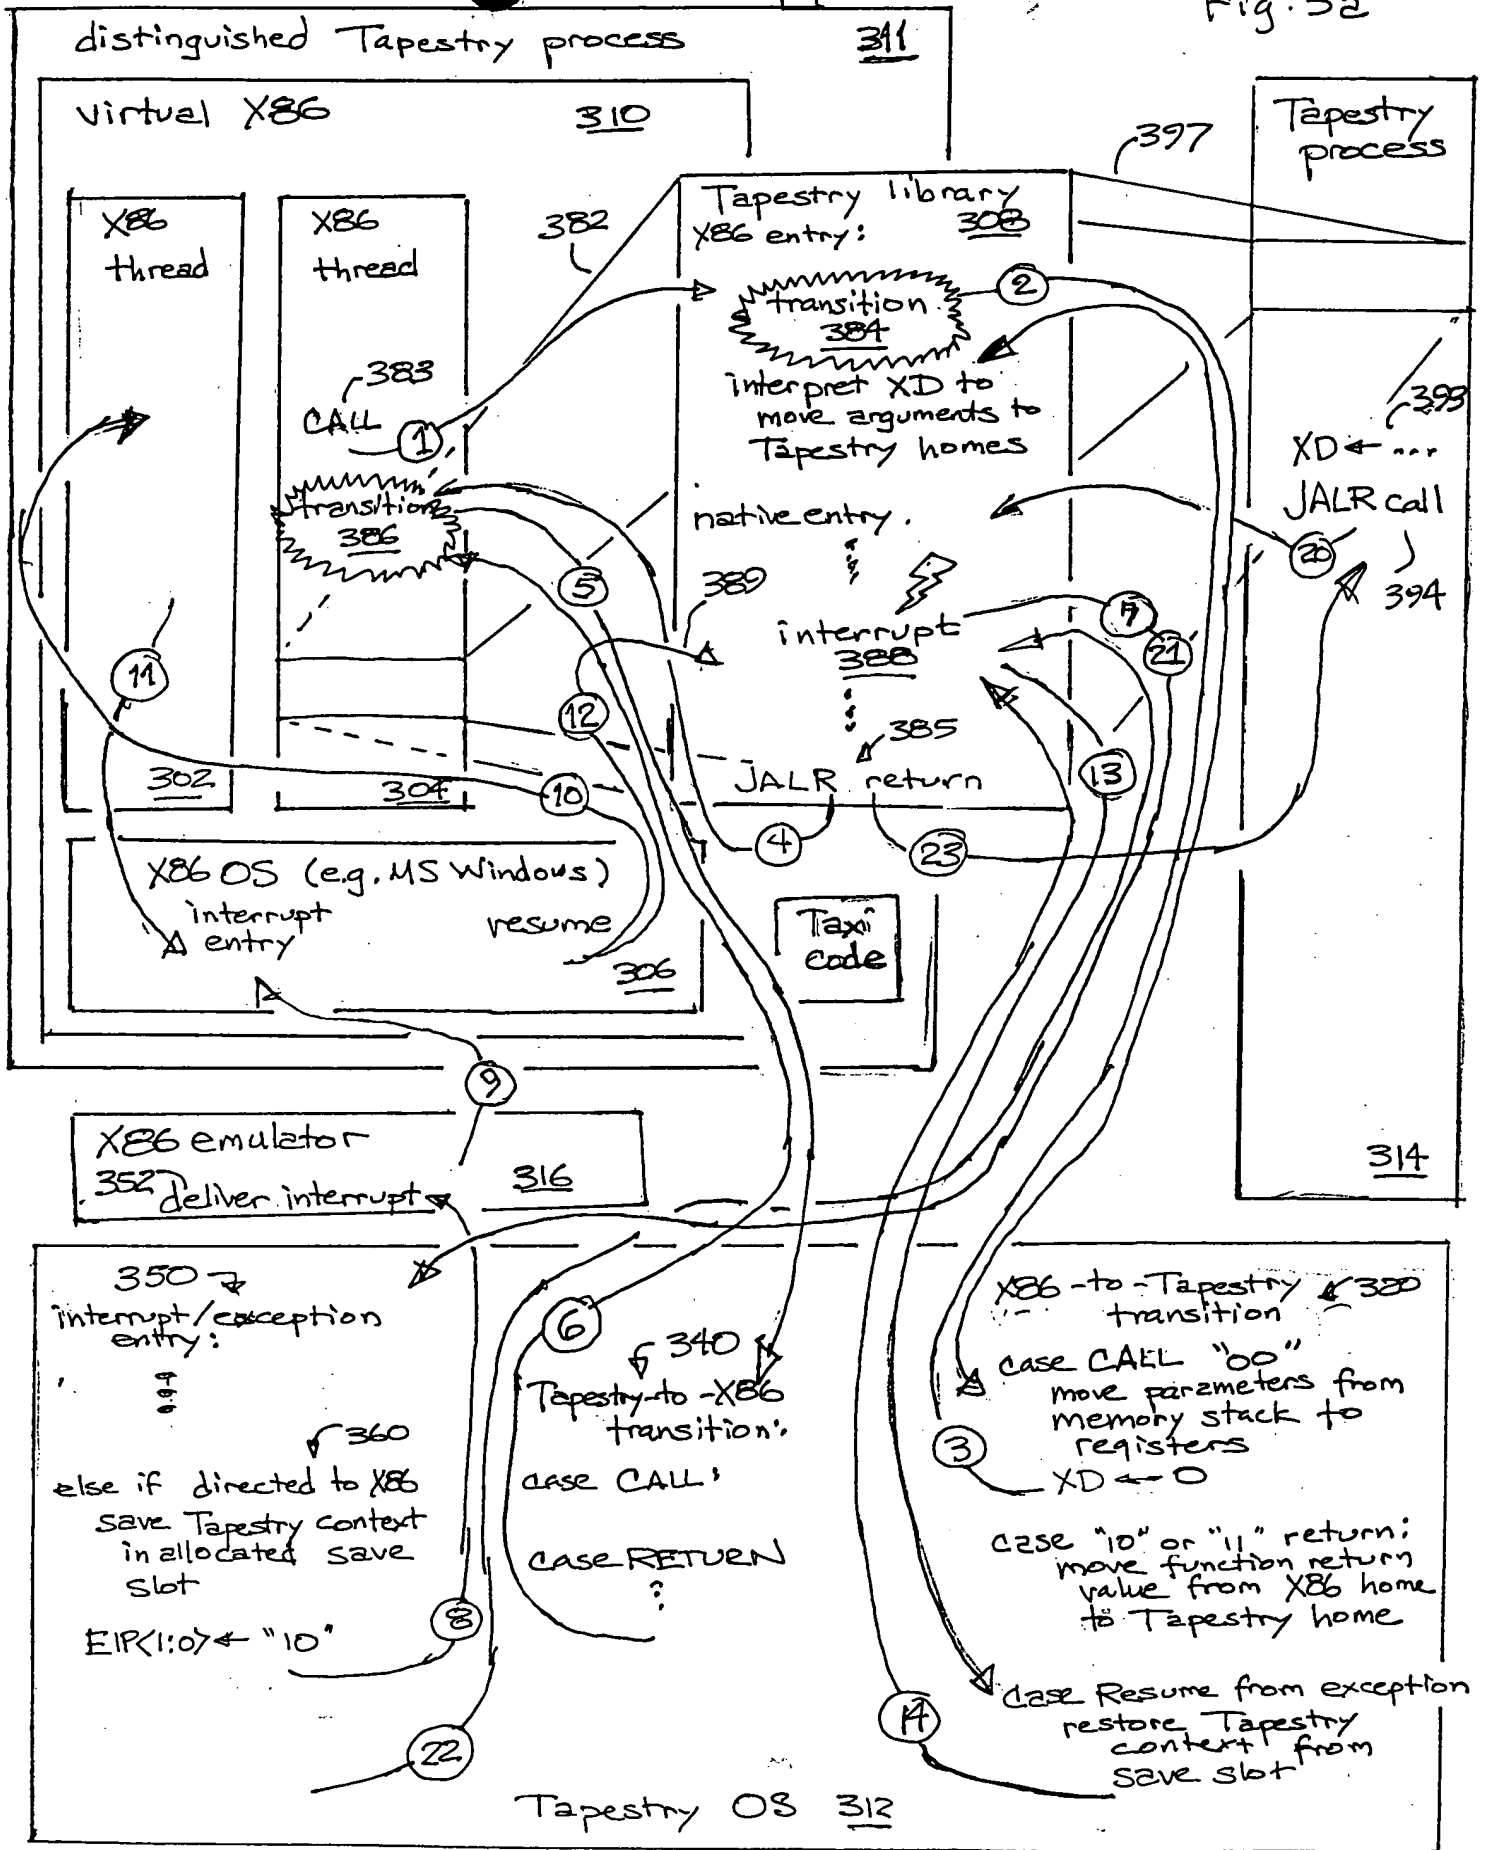 Fig. 3a
distinguished Tapestry process 311
virtual X86 310
Tapestry
process
397
X86
thread
X86
thread
382
Tapestry library
X86 entry: 308
2
transition
384
383
CALL
1
interpret XD to
move arguments to
Tapestry homes
393
XD ← ...
JALR call
394
20
transition
386
native entry.
5
389
interrupt
388
7
21
11
12
385
13
JALR return
302
304
10
4
23
X86 OS (e.g. MS Windows)
interrupt
entry
resume
306
Taxi
code
9
X86 emulator
352 deliver interrupt
316
314
350
interrupt/exception
entry:
6
340
Tapestry-to-X86
transition:
case CALL:
case RETURN
X86-to-Tapestry 320
transition
case CALL "00"
move parameters from
memory stack to
registers
3
XD ← 0
360
else if directed to X86
save Tapestry context
in allocated save
slot
EIP<1:0> ← "10"
8
case "10" or "11" return:
move function return
value from X86 home
to Tapestry home
case Resume from exception
restore Tapestry
context from
save slot
14
22
Tapestry OS 312